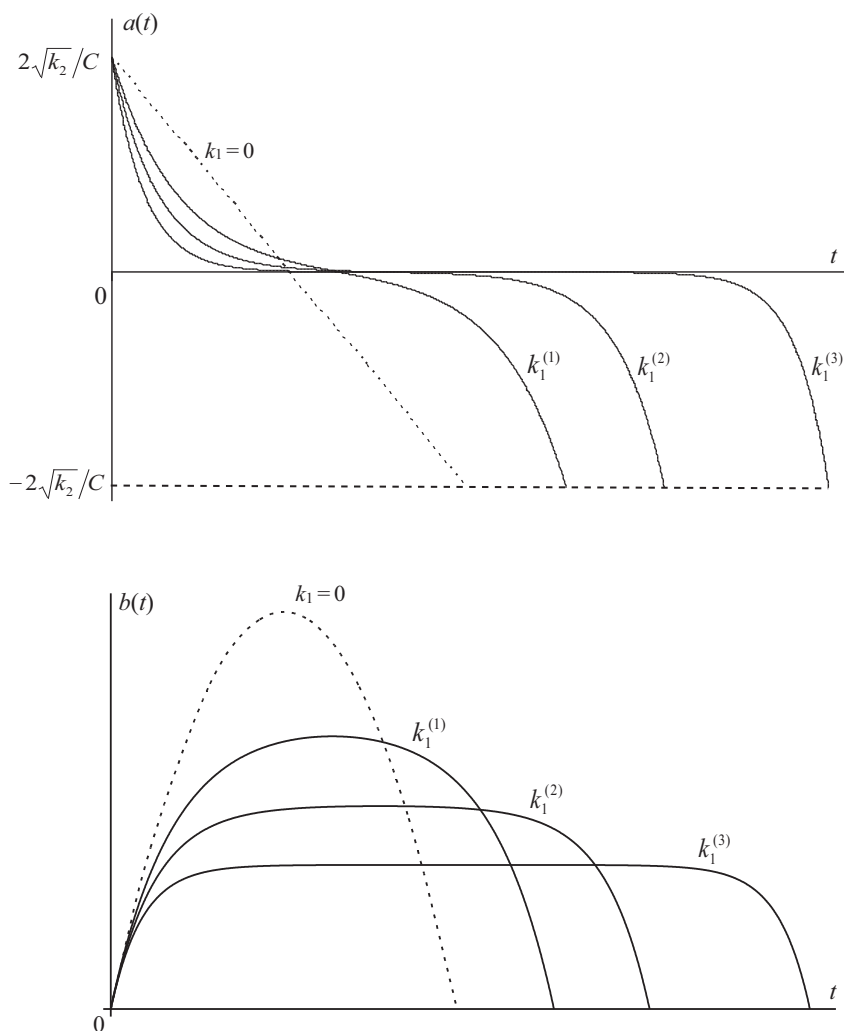 a(t)
2√k₂/C
k₁ = 0
t
0
k₁⁽¹⁾
k₁⁽²⁾
k₁⁽³⁾
−2√k₂/C
b(t)
k₁ = 0
k₁⁽¹⁾
k₁⁽²⁾
k₁⁽³⁾
t
0